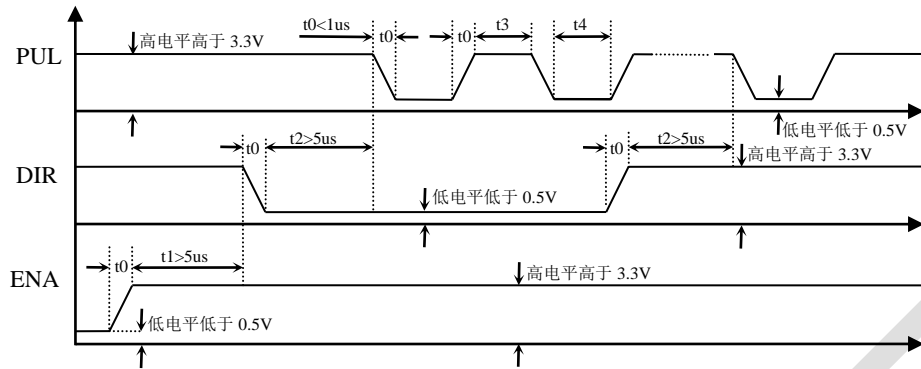 t0<1us
t0
t0
t3
t4
PUL
高电平高于 3.3V
低电平低于 0.5V
t0
t2>5us
t0
t2>5us
高电平高于 3.3V
DIR
低电平低于 0.5V
t0
t1>5us
高电平高于 3.3V
ENA
低电平低于 0.5V